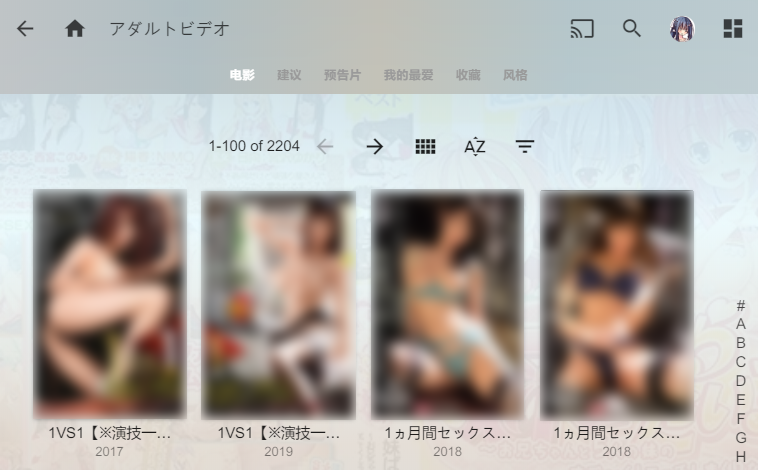 アダルトビデオ
电影 建议 预告片 我的最爱 收藏 风格
1-100 of 2204
AZ
1VS1【※演技一… 1VS1【※演技一… 1ヵ月間セックス… 1ヵ月間セックス…
2017 2019 2018 2018
#
A
B
C
D
E
F
G
H